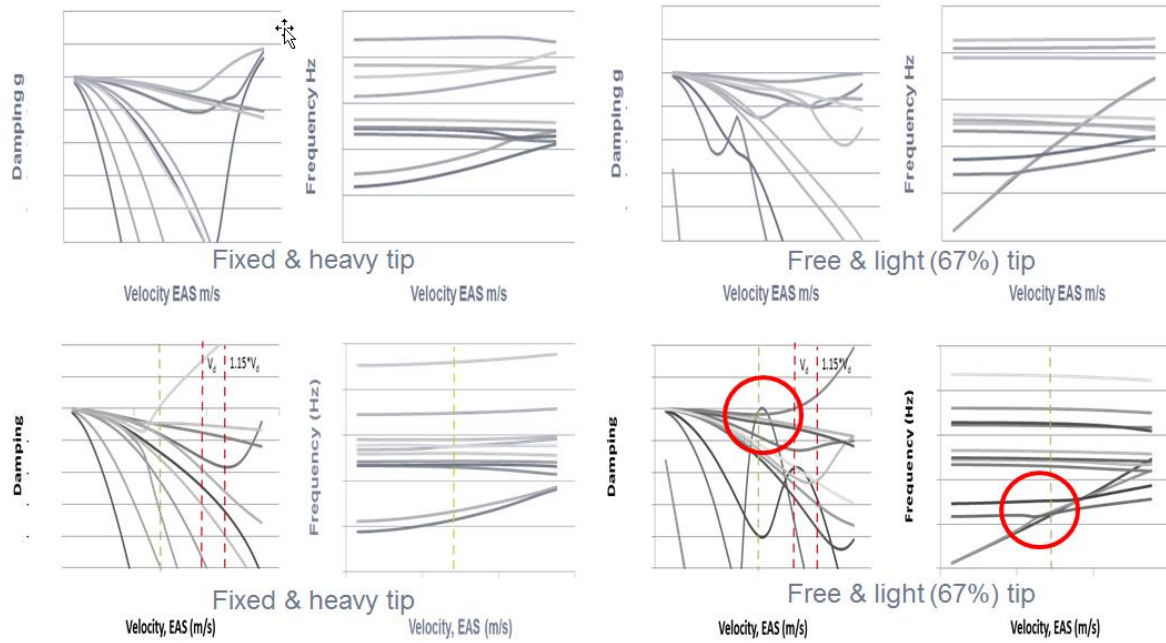 Damping g
Frequency Hz
Fixed & heavy tip
Velocity EAS m/s
Velocity EAS m/s
Damping g
Frequency Hz
Free & light (67%) tip
Velocity EAS m/s
Velocity EAS m/s
Damping
Vd
1.15*Vd
Frequency (Hz)
Fixed & heavy tip
Velocity, EAS (m/s)
Velocity, EAS (m/s)
Damping
Vd
1.15*Vd
Frequency (Hz)
Free & light (67%) tip
Velocity, EAS (m/s)
Velocity, EAS (m/s)